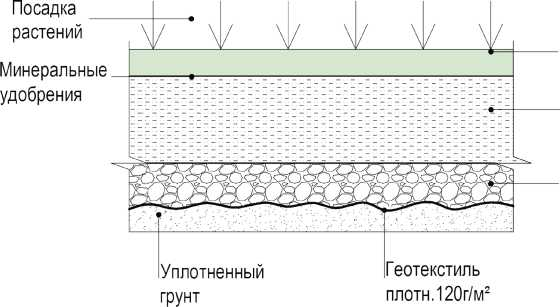 Посадка
растений
Минеральные
удобрения
Уплотненный
грунт
Геотекстиль
плотн.120г/м²